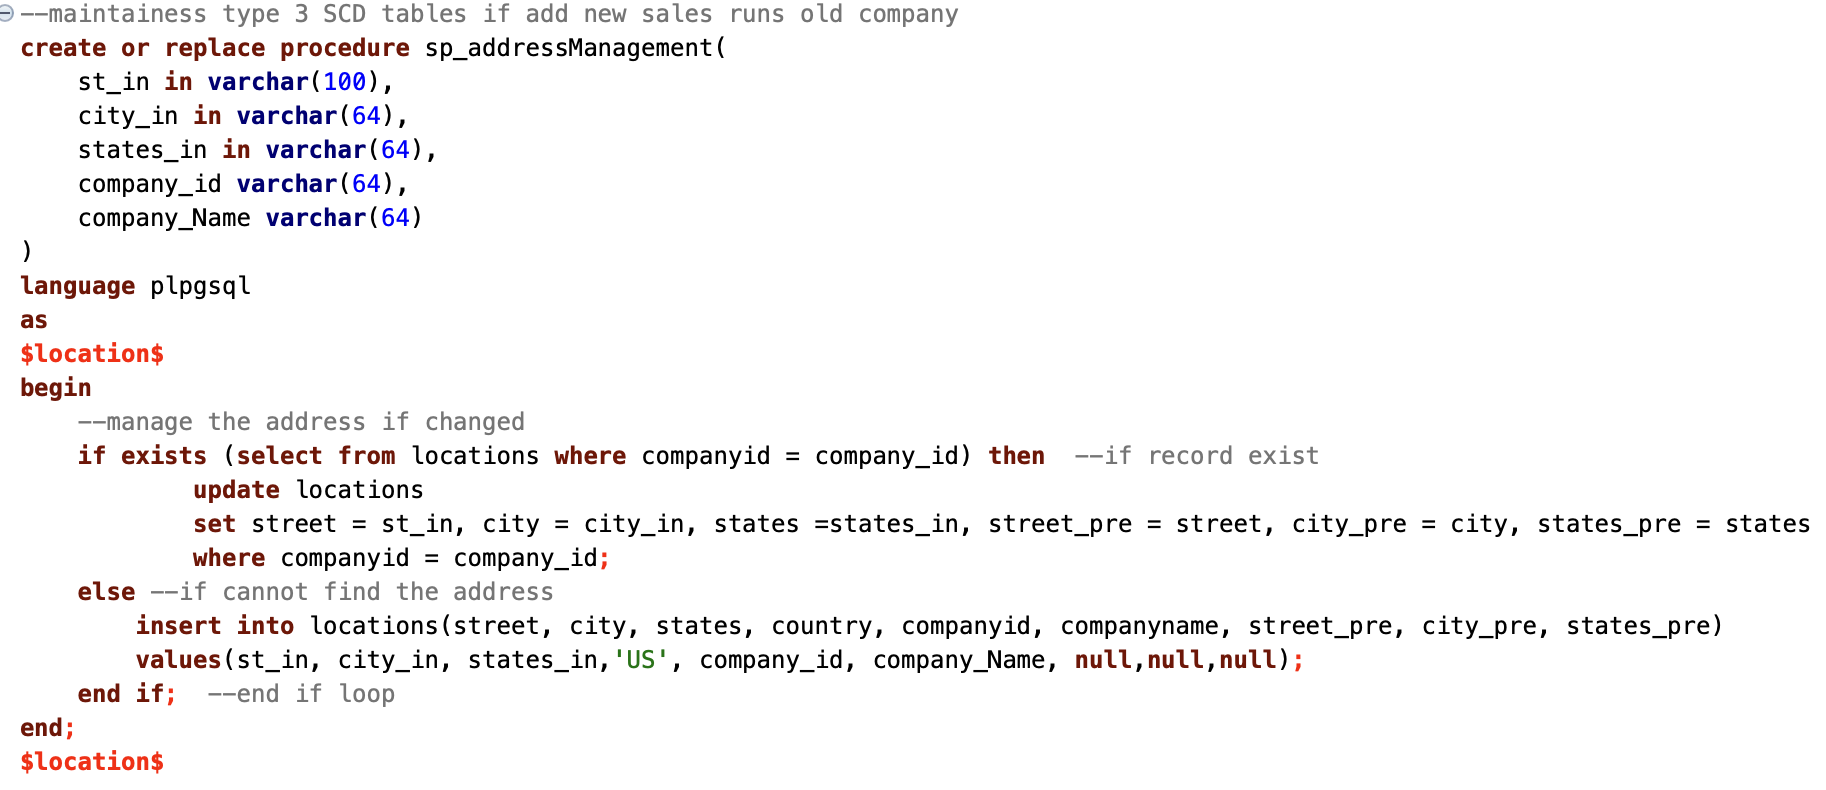 --maintainess type 3 SCD tables if add new sales runs old company
create or replace procedure sp_addressManagement(
    st_in in varchar(100),
    city_in in varchar(64),
    states_in in varchar(64),
    company_id varchar(64),
    company_Name varchar(64)
)
language plpgsql
as
$location$
begin
    --manage the address if changed
    if exists (select from locations where companyid = company_id) then  --if record exist
            update locations
            set street = st_in, city = city_in, states =states_in, street_pre = street, city_pre = city, states_pre = states
            where companyid = company_id;
    else --if cannot find the address
        insert into locations(street, city, states, country, companyid, companyname, street_pre, city_pre, states_pre)
        values(st_in, city_in, states_in,'US', company_id, company_Name, null,null,null);
    end if;  --end if loop
end;
$location$